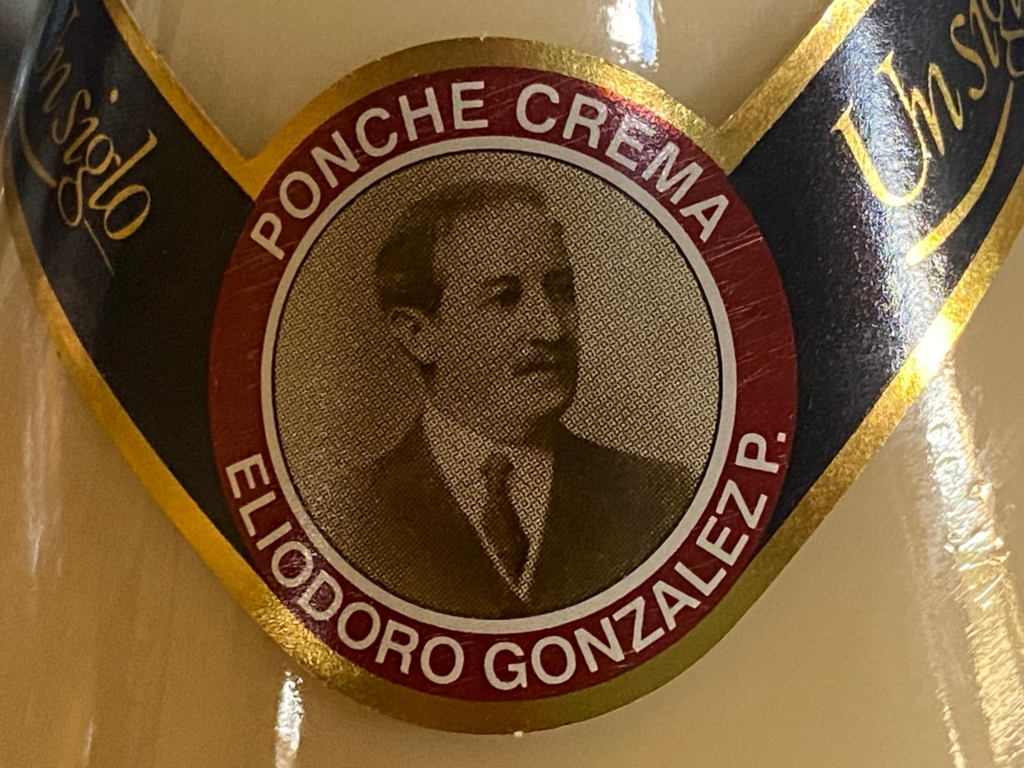 Un siglo
Un siglo
PONCHE CREMA
ELIODORO GONZALEZ P.